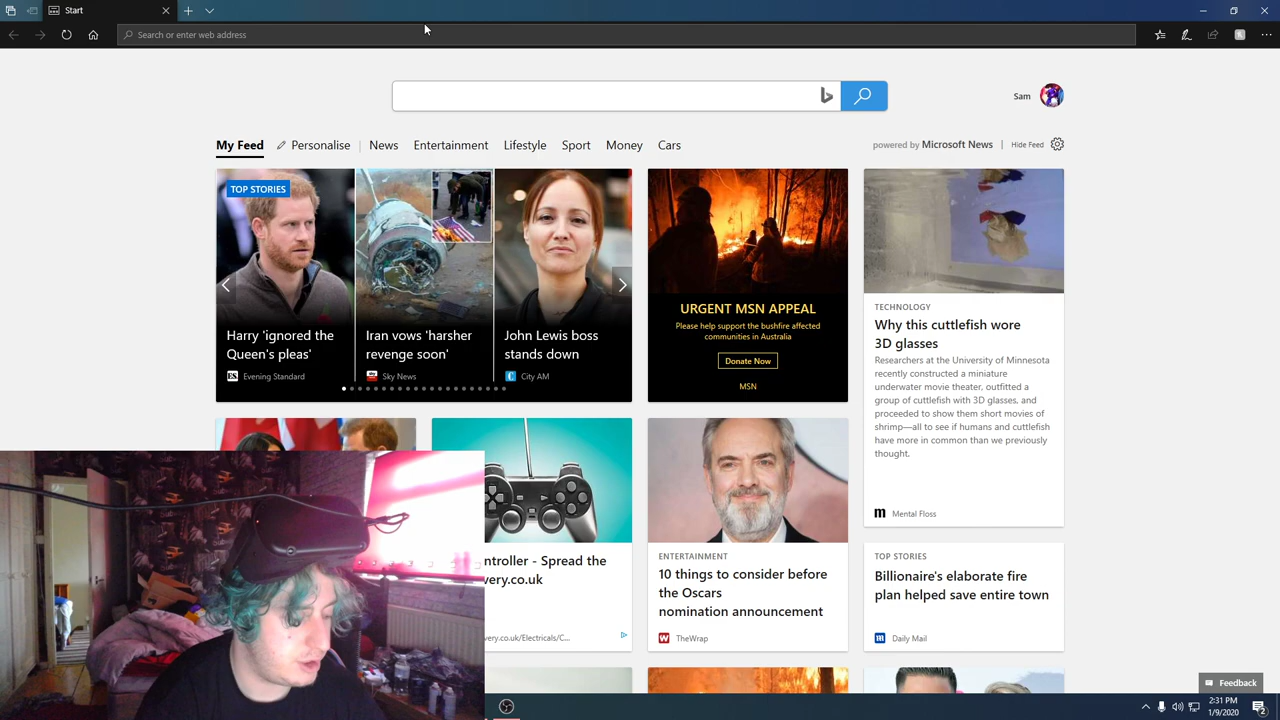 Start
Search or enter web address
Sam
My Feed
Personalise
News
Entertainment
Lifestyle
Sport
Money
Cars
powered by Microsoft News
Hide Feed
TOP STORIES
Harry 'ignored the
Queen's pleas'
ES
Evening Standard
Iran vows 'harsher
revenge soon'
sky
Sky News
John Lewis boss
stands down
City AM
URGENT MSN APPEAL
Please help support the bushfire affected
communities in Australia
Donate Now
MSN
TECHNOLOGY
Why this cuttlefish wore
3D glasses
Researchers at the University of Minnesota
recently constructed a miniature
underwater movie theater, outfitted a
group of cuttlefish with 3D glasses, and
proceeded to show them short movies of
shrimp—all to see if humans and cuttlefish
have more in common than we previously
thought.
m
Mental Floss
ntroller - Spread the
very.co.uk
very.co.uk/Electricals/C...
ENTERTAINMENT
10 things to consider before
the Oscars
nomination announcement
W
TheWrap
TOP STORIES
Billionaire's elaborate fire
plan helped save entire town
m
Daily Mail
Feedback
2:31 PM
1/9/2020
2